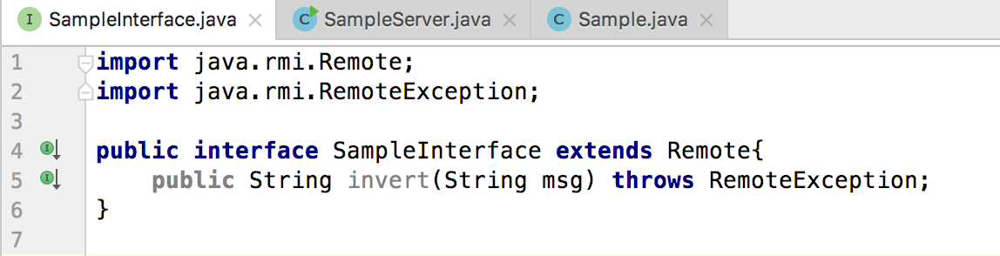 SampleInterface.java SampleServer.java Sample.java
1 import java.rmi.Remote;
2 import java.rmi.RemoteException;
3
4 public interface SampleInterface extends Remote{
5 public String invert(String msg) throws RemoteException;
6 }
7